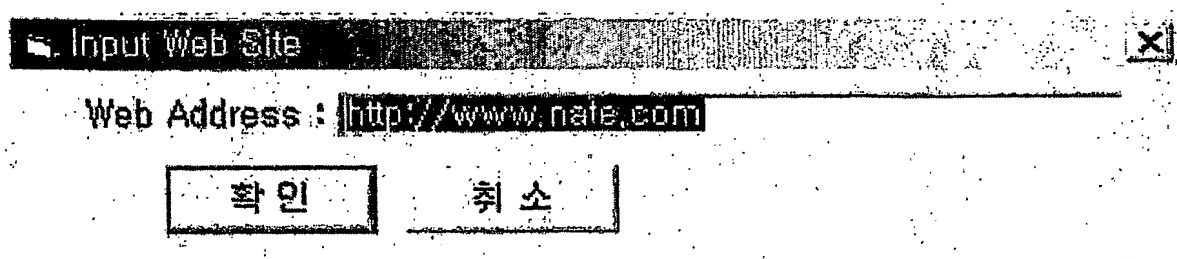 Input Web Site
Web Address : http://www.nate.com
확 인 취 소